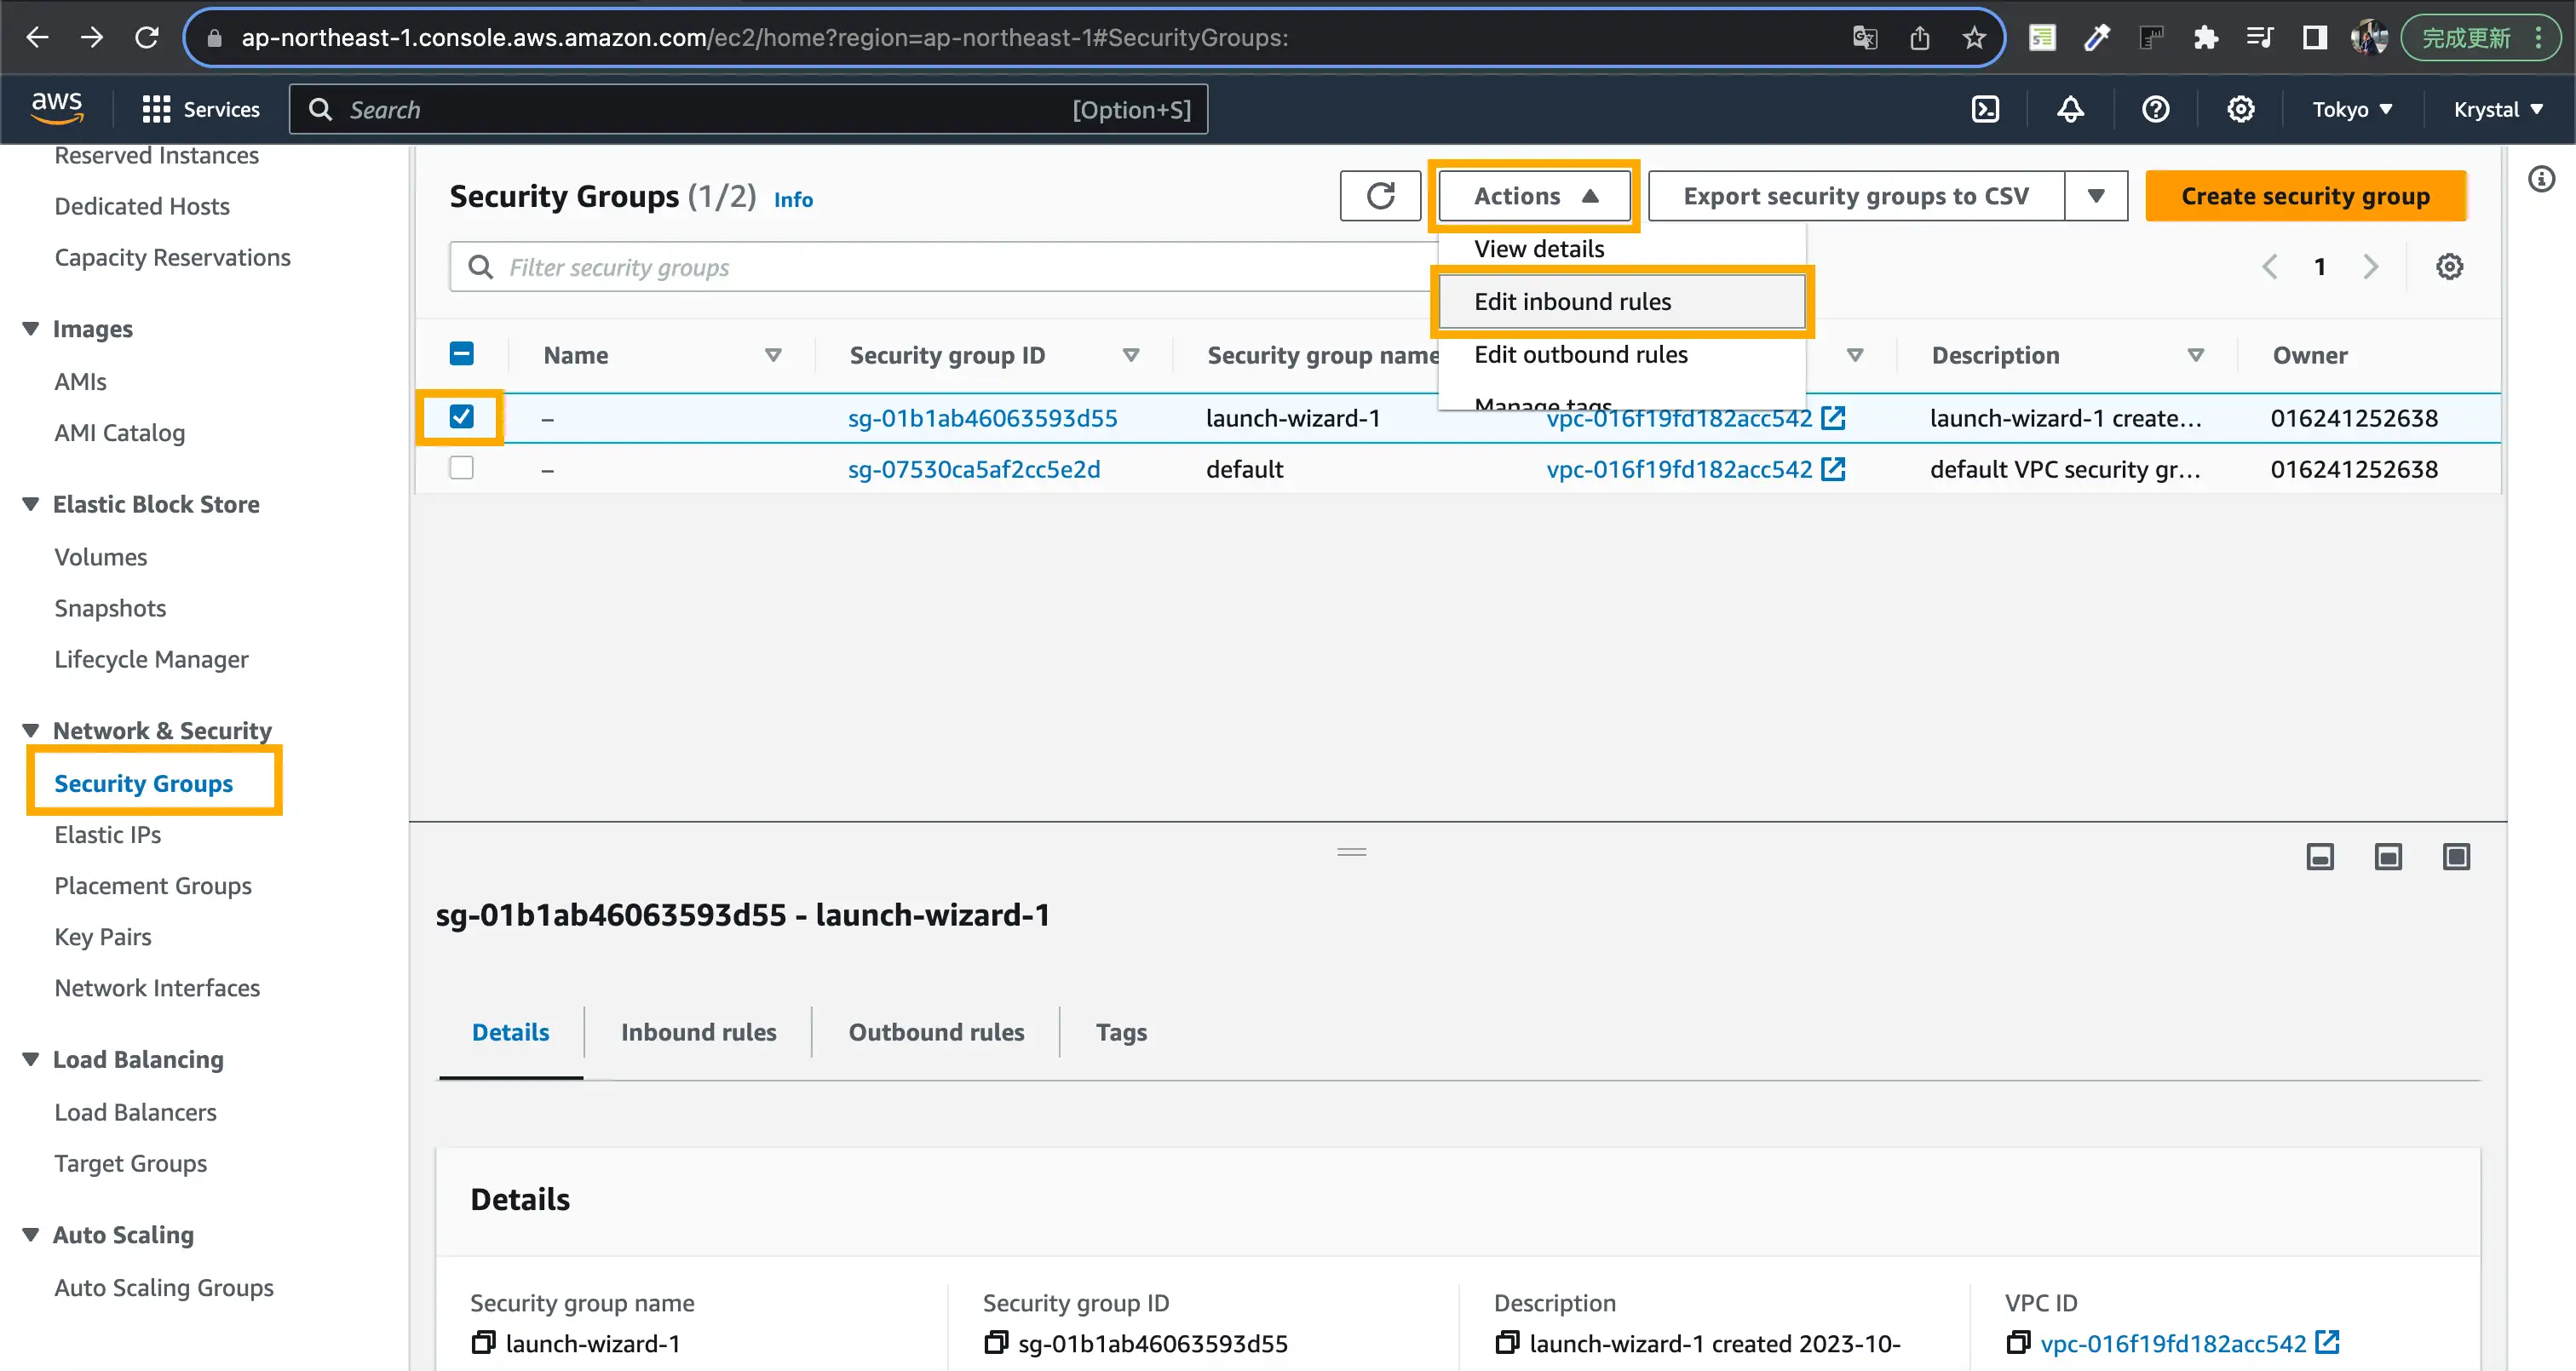 ap-northeast-1.console.aws.amazon.com/ec2/home?region=ap-northeast-1#SecurityGroups:
完成更新
aws
Services
Search
[Option+S]
Tokyo
Krystal
Reserved Instances
Dedicated Hosts
Capacity Reservations
Images
AMIs
AMI Catalog
Elastic Block Store
Volumes
Snapshots
Lifecycle Manager
Network & Security
Security Groups
Elastic IPs
Placement Groups
Key Pairs
Network Interfaces
Load Balancing
Load Balancers
Target Groups
Auto Scaling
Auto Scaling Groups
Security Groups (1/2) Info
Actions
Export security groups to CSV
Create security group
Filter security groups
1
View details
Edit inbound rules
Edit outbound rules
Manage tags
Name
Security group ID
Security group name
Description
Owner
– sg-01b1ab46063593d55 launch-wizard-1 vpc-016f19fd182acc542 launch-wizard-1 create... 016241252638
– sg-07530ca5af2cc5e2d default vpc-016f19fd182acc542 default VPC security gr... 016241252638
sg-01b1ab46063593d55 - launch-wizard-1
Details
Inbound rules
Outbound rules
Tags
Details
Security group name
launch-wizard-1
Security group ID
sg-01b1ab46063593d55
Description
launch-wizard-1 created 2023-10-
VPC ID
vpc-016f19fd182acc542